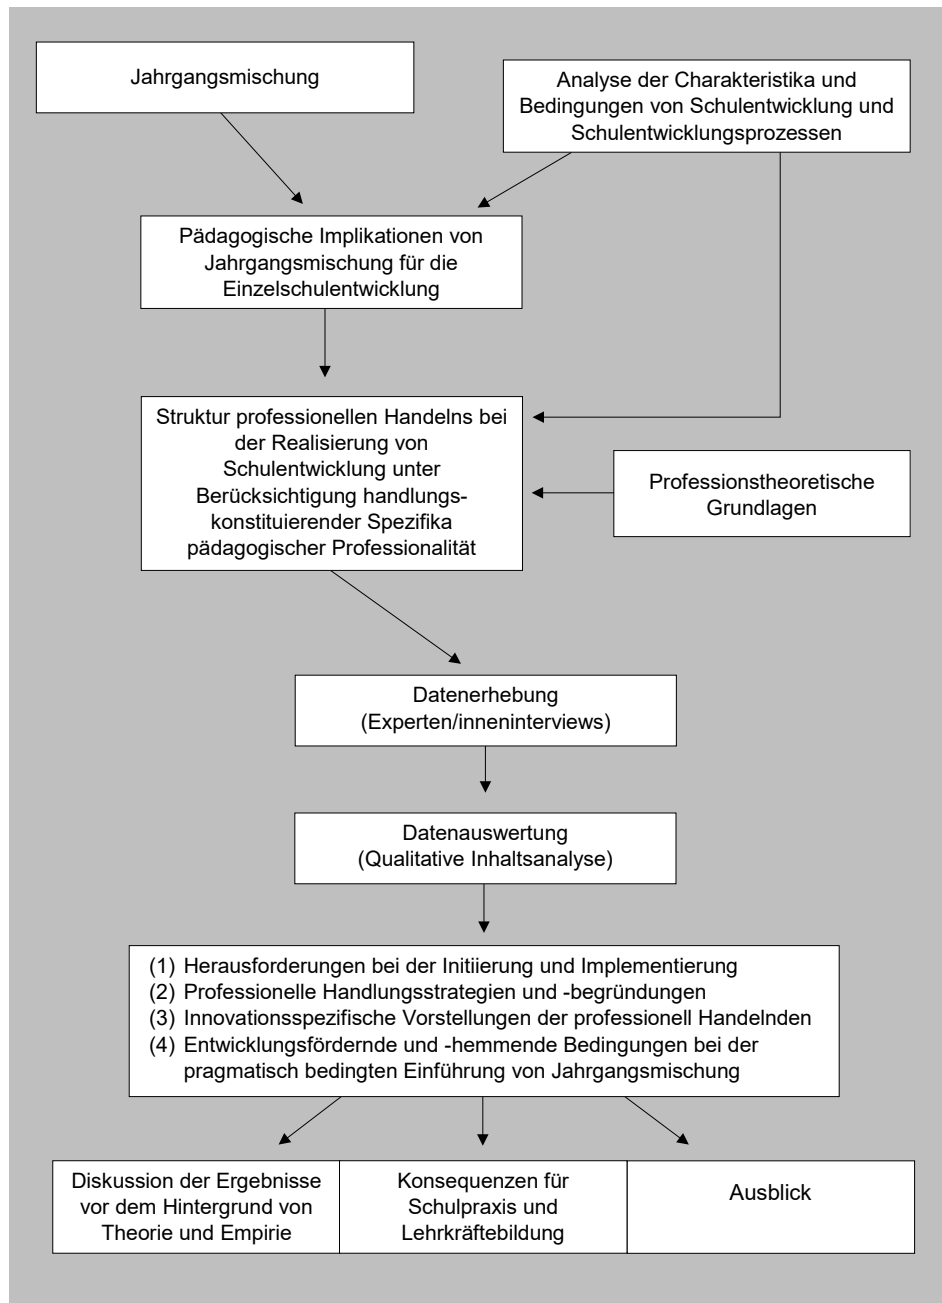 Jahrgangsmischung
Analyse der Charakteristika und
Bedingungen von Schulentwicklung und
Schulentwicklungsprozessen
Pädagogische Implikationen von
Jahrgangsmischung für die
Einzelschulentwicklung
Struktur professionellen Handelns bei
der Realisierung von
Schulentwicklung unter
Berücksichtigung handlungs-
konstituierender Spezifika
pädagogischer Professionalität
Professionstheoretische
Grundlagen
Datenerhebung
(Experten/inneninterviews)
Datenauswertung
(Qualitative Inhaltsanalyse)
(1) Herausforderungen bei der Initiierung und Implementierung
(2) Professionelle Handlungsstrategien und -begründungen
(3) Innovationsspezifische Vorstellungen der professionell Handelnden
(4) Entwicklungsfördernde und -hemmende Bedingungen bei der
pragmatisch bedingten Einführung von Jahrgangsmischung
Diskussion der Ergebnisse
vor dem Hintergrund von
Theorie und Empirie
Konsequenzen für
Schulpraxis und
Lehrkräftebildung
Ausblick